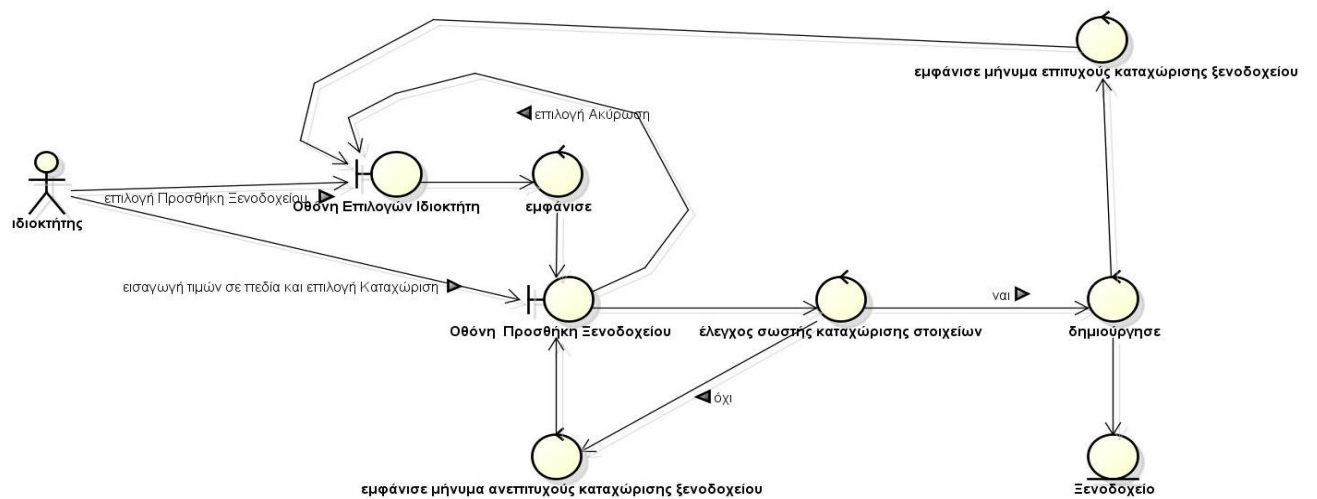 εμφάνισε μήνυμα επιτυχούς καταχώρισης ξενοδοχείου
επιλογή Ακύρωση
επιλογή Προσθήκη Ξενοδοχείου
Οθόνη Επιλογών Ιδιοκτήτη
εμφάνισε
ιδιοκτήτης
εισαγωγή τιμών σε πεδία και επιλογή Καταχώριση
ναι
Οθόνη Προσθήκη Ξενοδοχείου
έλεγχος σωστής καταχώρισης στοιχείων
δημιούργησε
όχι
εμφάνισε μήνυμα ανεπιτυχούς καταχώρισης ξενοδοχείου
Ξενοδοχείο